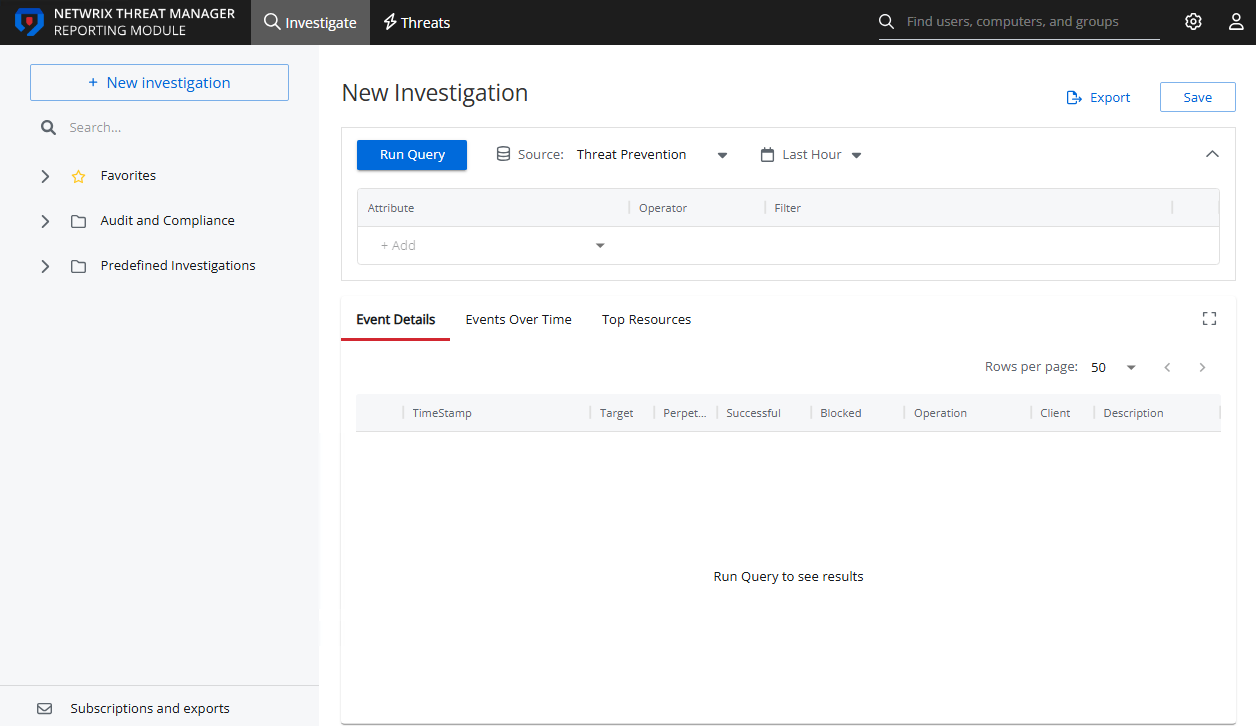 NETWRIX THREAT MANAGER
REPORTING MODULE
Investigate
Threats
Find users, computers, and groups
+ New investigation
Search...
Favorites
Audit and Compliance
Predefined Investigations
Subscriptions and exports
New Investigation
Export
Save
Run Query
Source: Threat Prevention
Last Hour
Attribute Operator Filter
+ Add
Event Details Events Over Time Top Resources
Rows per page: 50
TimeStamp Target Perpet... Successful Blocked Operation Client Description
Run Query to see results